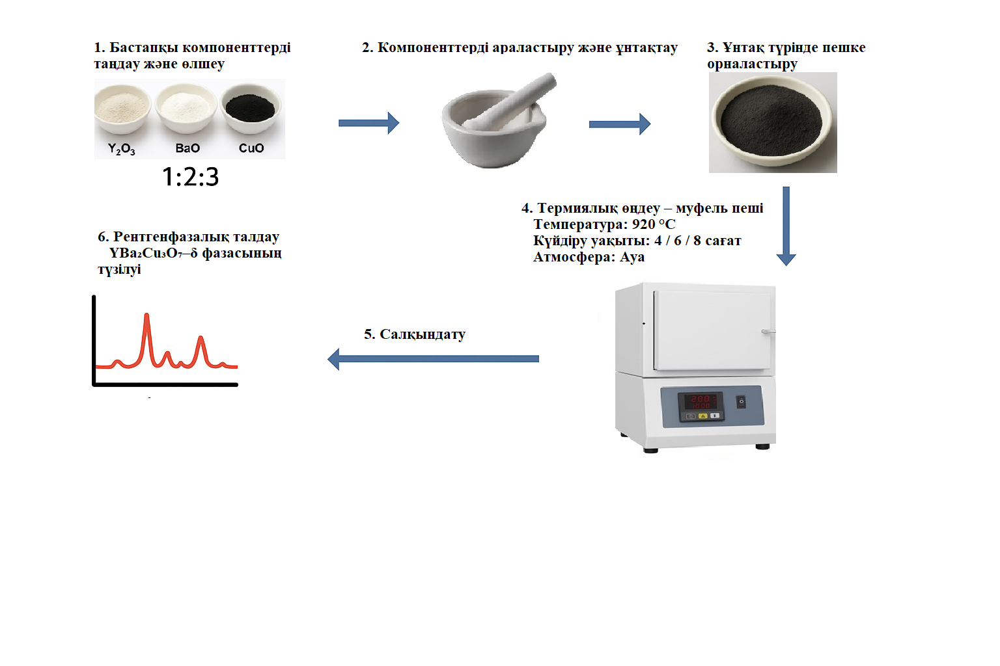 1. Бастапқы компоненттерді
таңдау және өлшеу
Y₂O₃
BaO
CuO
1:2:3
2. Компоненттерді араластыру және ұнтақтау
3. Ұнтақ түрінде пешке
орналастыру
4. Термиялық өңдеу – муфель пеші
Температура: 920 °C
Күйдіру уақыты: 4 / 6 / 8 сағат
Атмосфера: Ауа
5. Салқындату
6. Рентгенфазалық талдау
YBa₂Cu₃O₇–δ фазасының
түзілуі